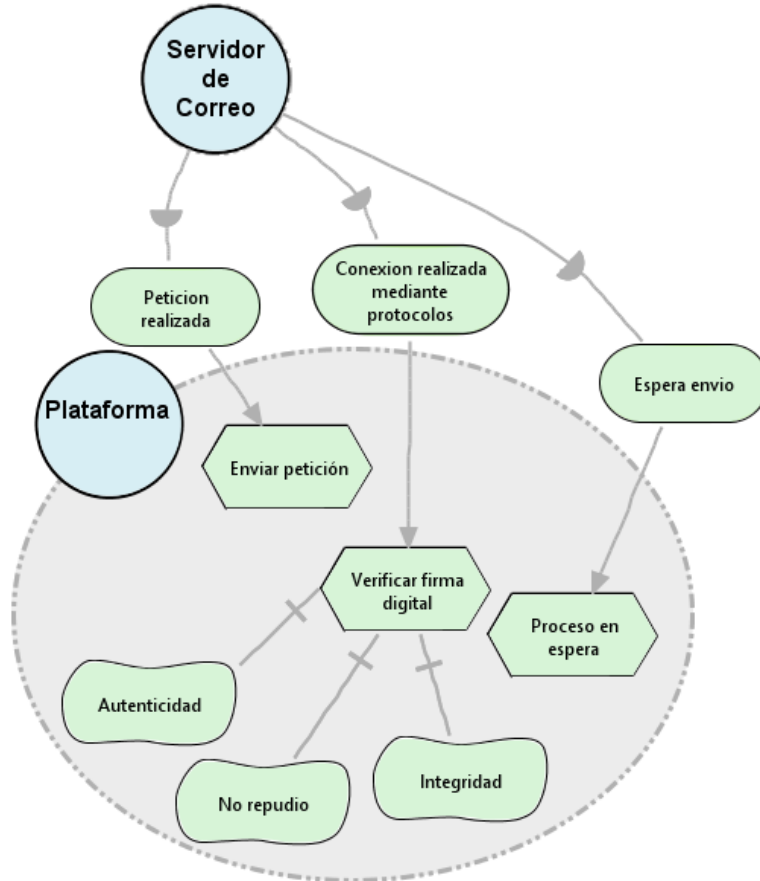 Servidor
de
Correo
Peticion
realizada
Conexion realizada
mediante
protocolos
Espera envio
Plataforma
Enviar petición
Verificar firma
digital
Proceso en
espera
Autenticidad
No repudio
Integridad